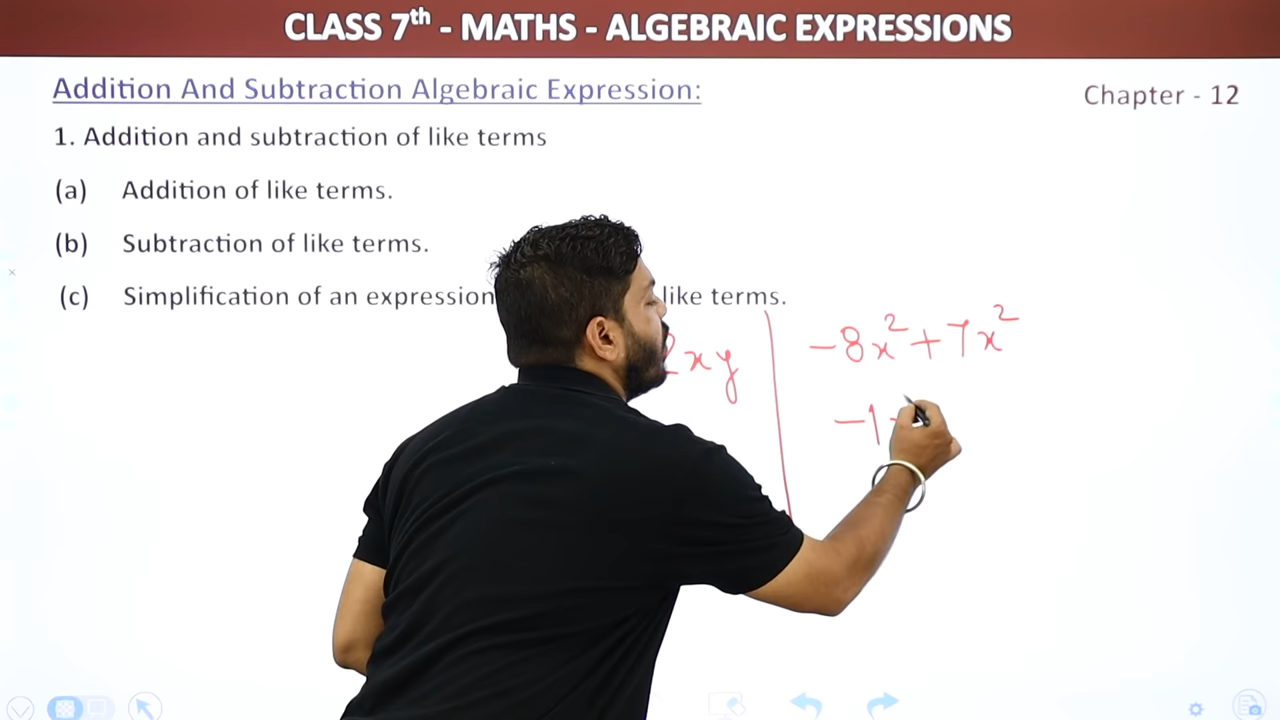 CLASS 7th - MATHS - ALGEBRAIC EXPRESSIONS
Addition And Subtraction Algebraic Expression:
Chapter - 12
1. Addition and subtraction of like terms
(a) Addition of like terms.
(b) Subtraction of like terms.
(c) Simplification of an expression like terms.
2xy
-8x²+7x²
-1